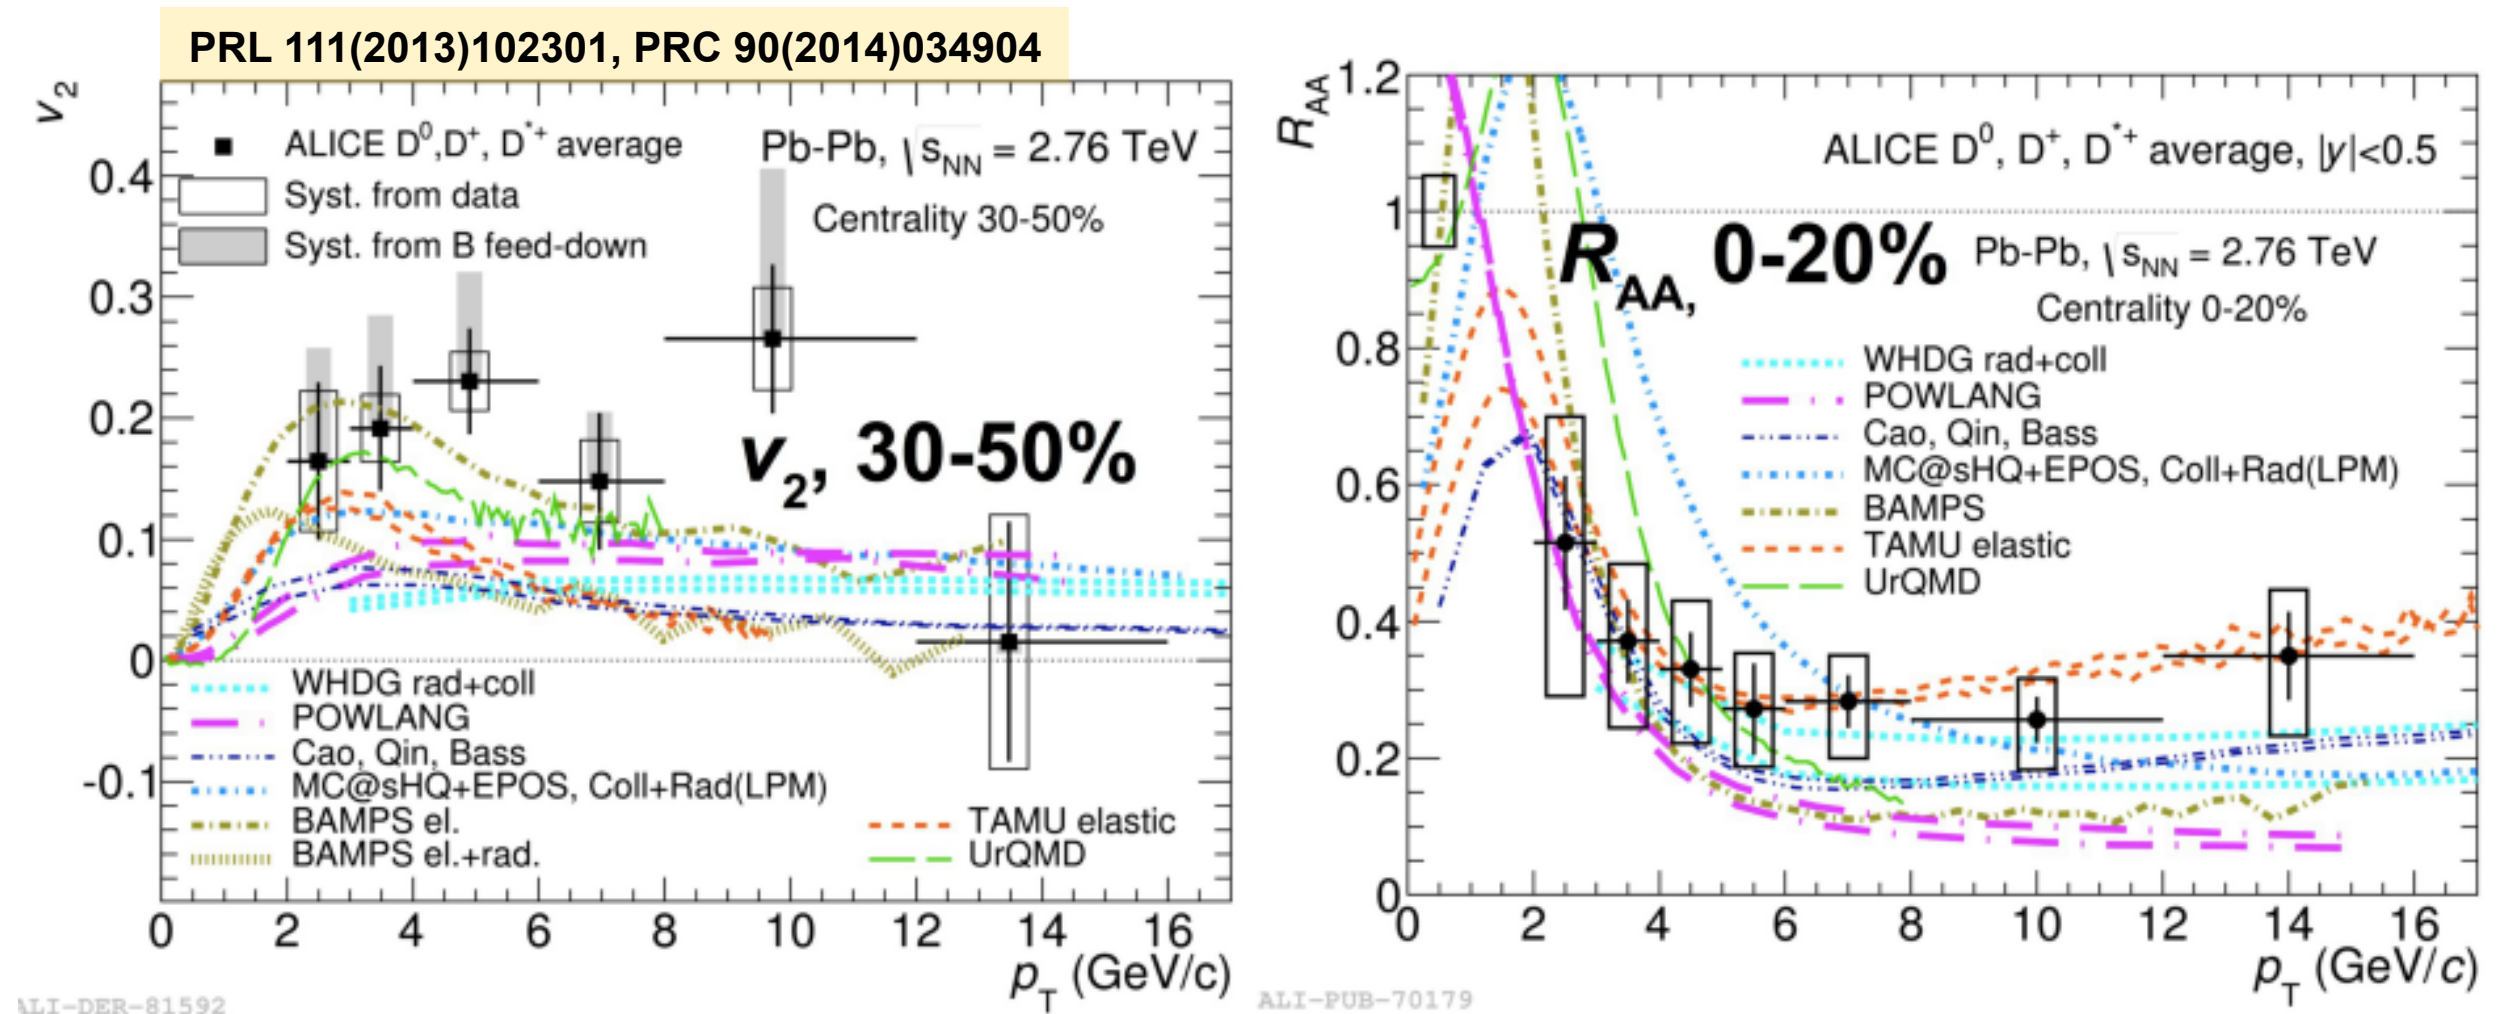 PRL 111(2013)102301, PRC 90(2014)034904
v2
0.4
0.3
0.2
0.1
0
-0.1
ALICE D0,D+, D*+ average
Syst. from data
Syst. from B feed-down
Pb-Pb, √sNN = 2.76 TeV
Centrality 30-50%
v2, 30-50%
WHDG rad+coll
POWLANG
Cao, Qin, Bass
MC@sHQ+EPOS, Coll+Rad(LPM)
BAMPS el.
BAMPS el.+rad.
TAMU elastic
UrQMD
0 2 4 6 8 10 12 14 16
pT (GeV/c)
ALI-DER-81592
RAA
1.2
1
0.8
0.6
0.4
0.2
0
ALICE D0, D+, D*+ average, |y|<0.5
RAA, 0-20%
Pb-Pb, √sNN = 2.76 TeV
Centrality 0-20%
WHDG rad+coll
POWLANG
Cao, Qin, Bass
MC@sHQ+EPOS, Coll+Rad(LPM)
BAMPS
TAMU elastic
UrQMD
0 2 4 6 8 10 12 14 16
pT (GeV/c)
ALI-PUB-70179